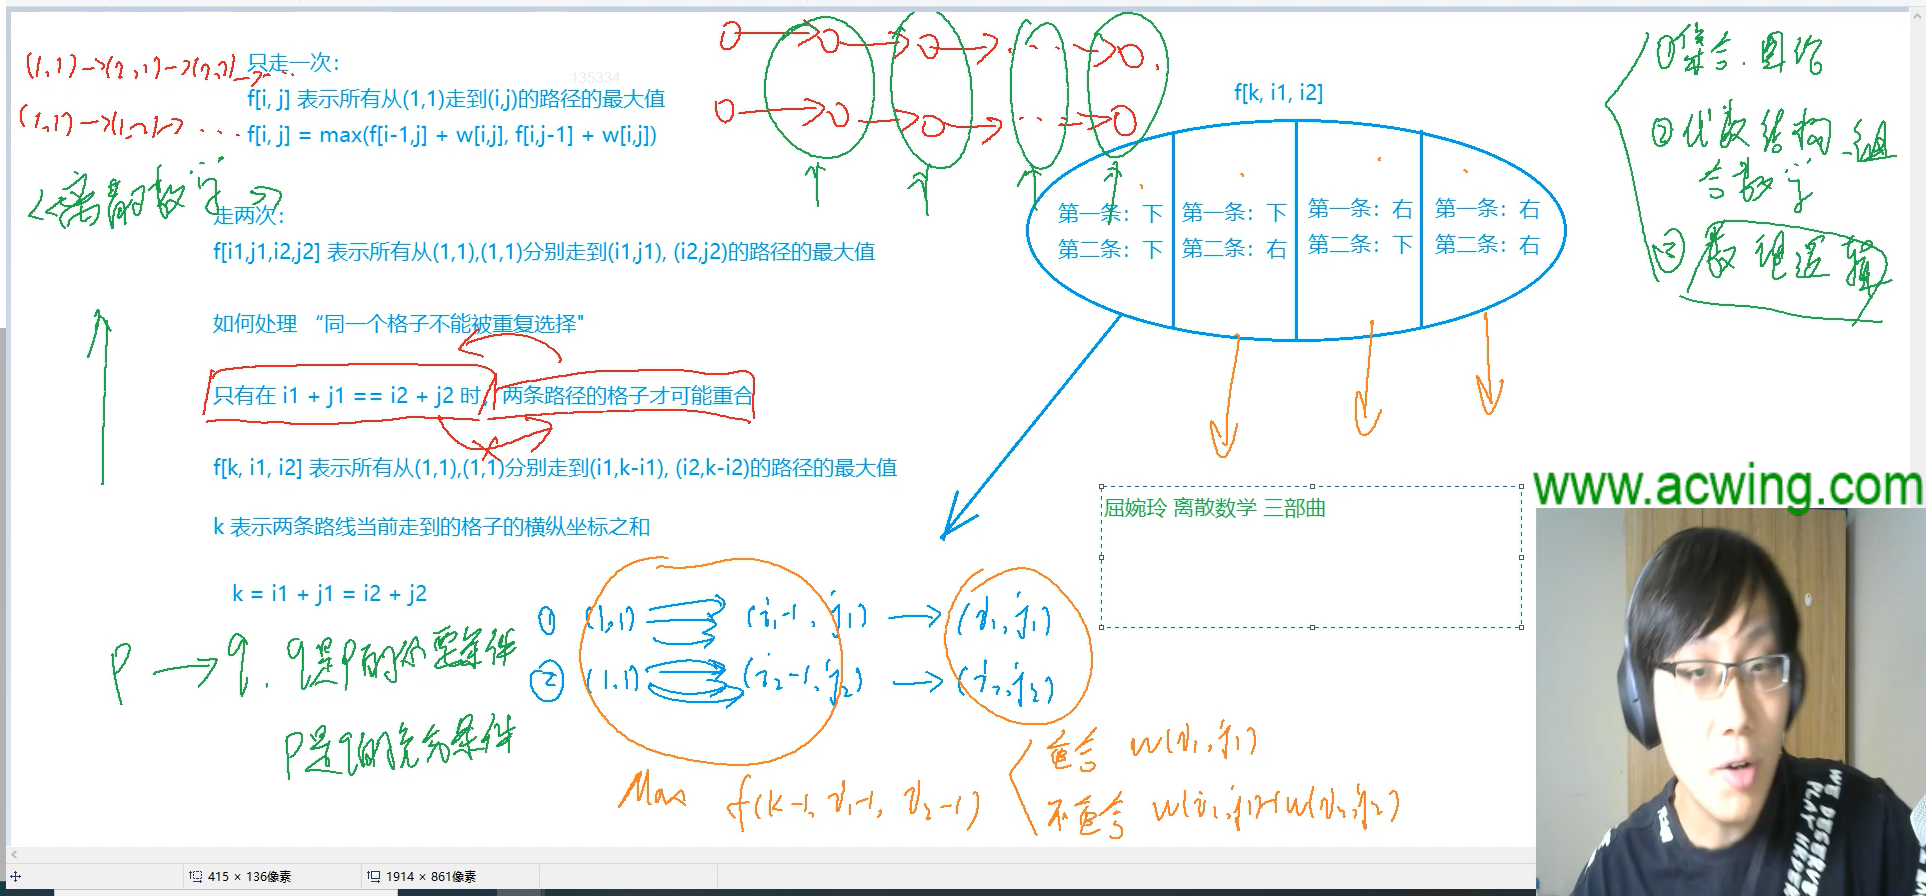 (1,1)→(2,1)→(2,2)→...
(1,1)→(1,2)→...
只走一次：
135334
f[i, j] 表示所有从(1,1)走到(i,j)的路径的最大值
f[i, j] = max(f[i-1,j] + w[i,j], f[i,j-1] + w[i,j])
<<离散数学>>
走两次：
f[i1,j1,i2,j2] 表示所有从(1,1),(1,1)分别走到(i1,j1), (i2,j2)的路径的最大值
如何处理 “同一个格子不能被重复选择"
只有在 i1 + j1 == i2 + j2 时，两条路径的格子才可能重合
f[k, i1, i2] 表示所有从(1,1),(1,1)分别走到(i1,k-i1), (i2,k-i2)的路径的最大值
k 表示两条路线当前走到的格子的横纵坐标之和
k = i1 + j1 = i2 + j2
P → q. q是p的必要条件
P是q的充分条件
f[k, i1, i2]
第一条：下
第二条：下
第一条：下
第二条：右
第一条：右
第二条：下
第一条：右
第二条：右
①集合.图论
②代数结构-组
合数学
③数理逻辑
屈婉玲 离散数学 三部曲
① (1,1) (i1-1, j1) → (i1, j1)
② (1,1) (i2-1, j2) → (i2, j2)
Max f(k-1, i1-1, i2-1)
重合 w(i1, j1)
不重合 w(i1, j1)+w(i2, j2)
www.acwing.com
415 × 136像素
1914 × 861像素